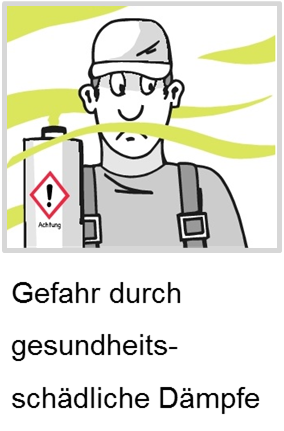 Achtung
Gefahr durch
gesundheits-
schädliche Dämpfe